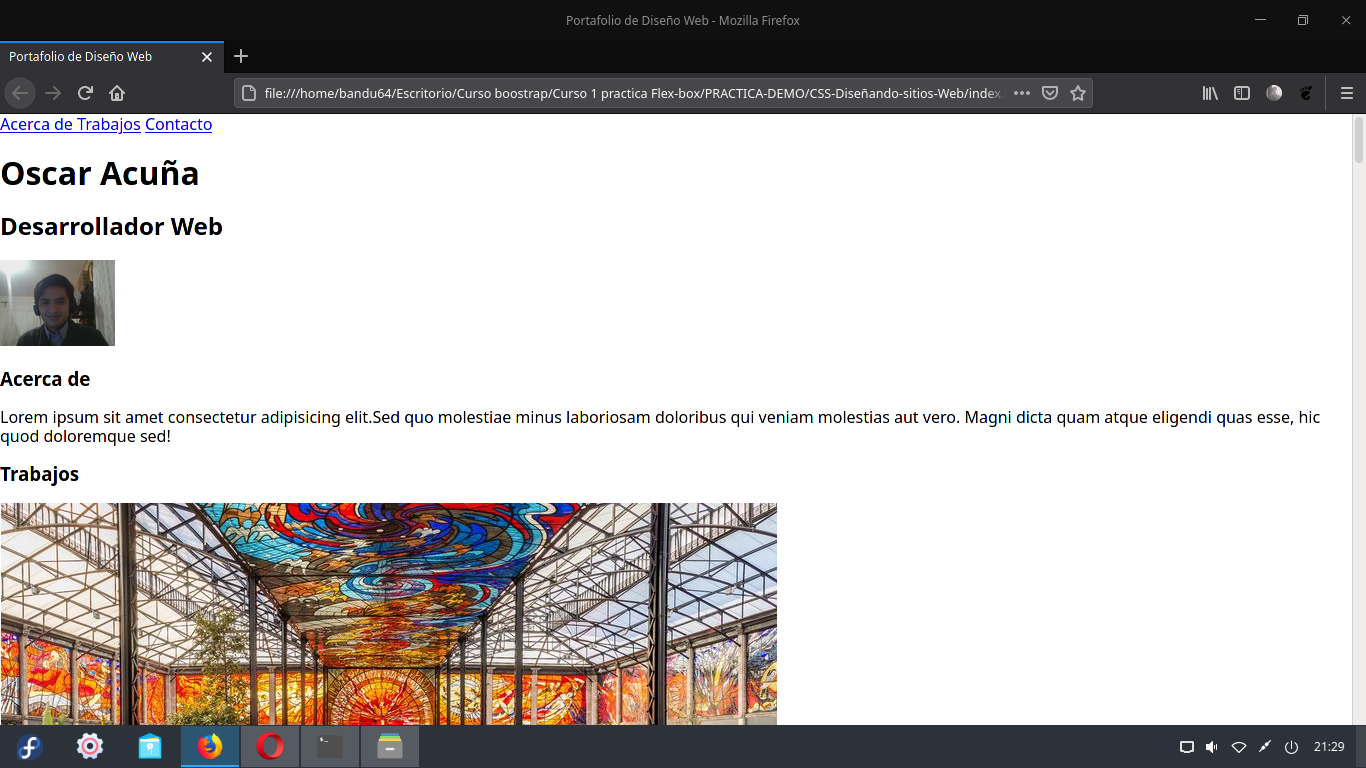 Portafolio de Diseño Web - Mozilla Firefox
Portafolio de Diseño Web
file:///home/bandu64/Escritorio/Curso boostrap/Curso 1 practica Flex-box/PRACTICA-DEMO/CSS-Diseñando-sitios-Web/index.
Acerca de Trabajos Contacto
Oscar Acuña
Desarrollador Web
Acerca de
Lorem ipsum sit amet consectetur adipisicing elit.Sed quo molestiae minus laboriosam doloribus qui veniam molestias aut vero. Magni dicta quam atque eligendi quas esse, hic
quod doloremque sed!
Trabajos
21:29